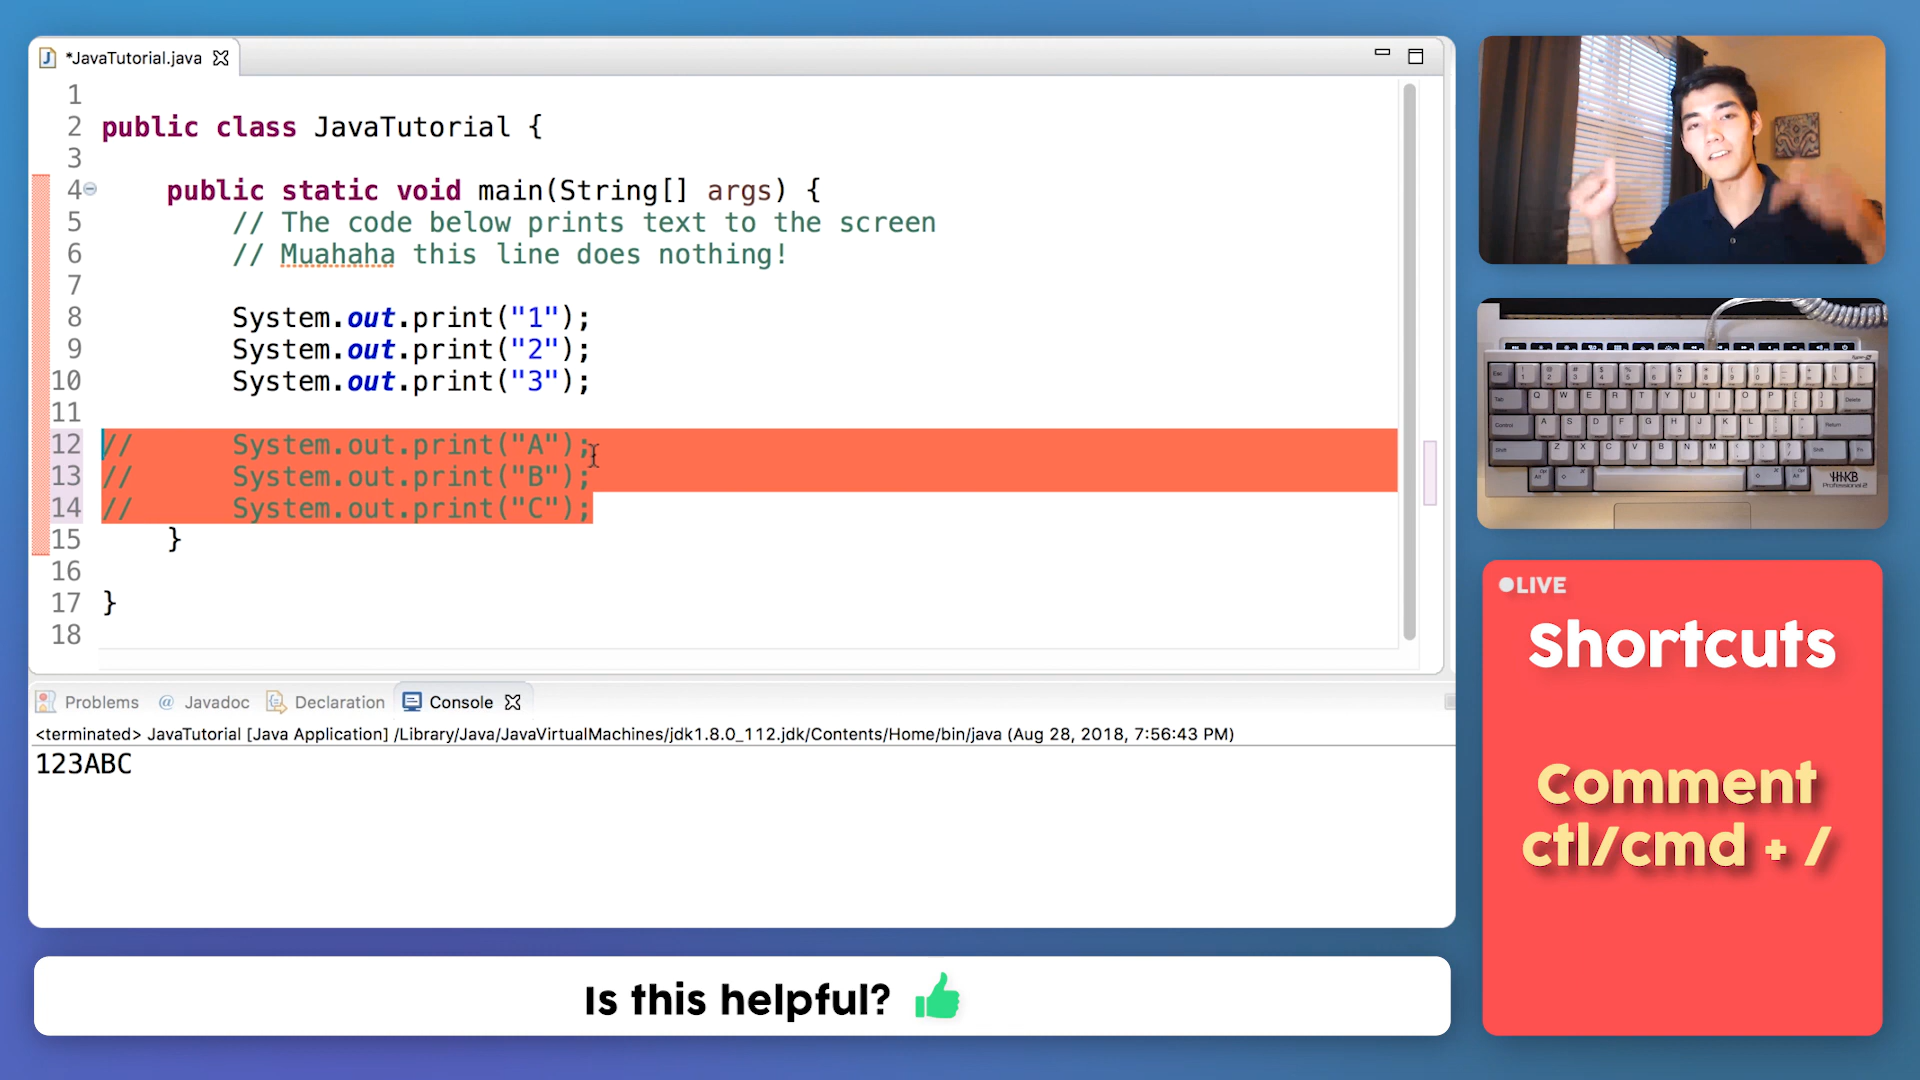 *JavaTutorial.java
1
2 public class JavaTutorial {
3
4 public static void main(String[] args) {
5 // The code below prints text to the screen
6 // Muahaha this line does nothing!
7
8 System.out.print("1");
9 System.out.print("2");
10 System.out.print("3");
11
12 // System.out.print("A");
13 // System.out.print("B");
14 // System.out.print("C");
15 }
16
17 }
18
Problems @ Javadoc Declaration Console
<terminated> JavaTutorial [Java Application] /Library/Java/JavaVirtualMachines/jdk1.8.0_112.jdk/Contents/Home/bin/java (Aug 28, 2018, 7:56:43 PM)
123ABC
Is this helpful?
HHKB
Professional 2
LIVE
Shortcuts
Comment
ctl/cmd + /